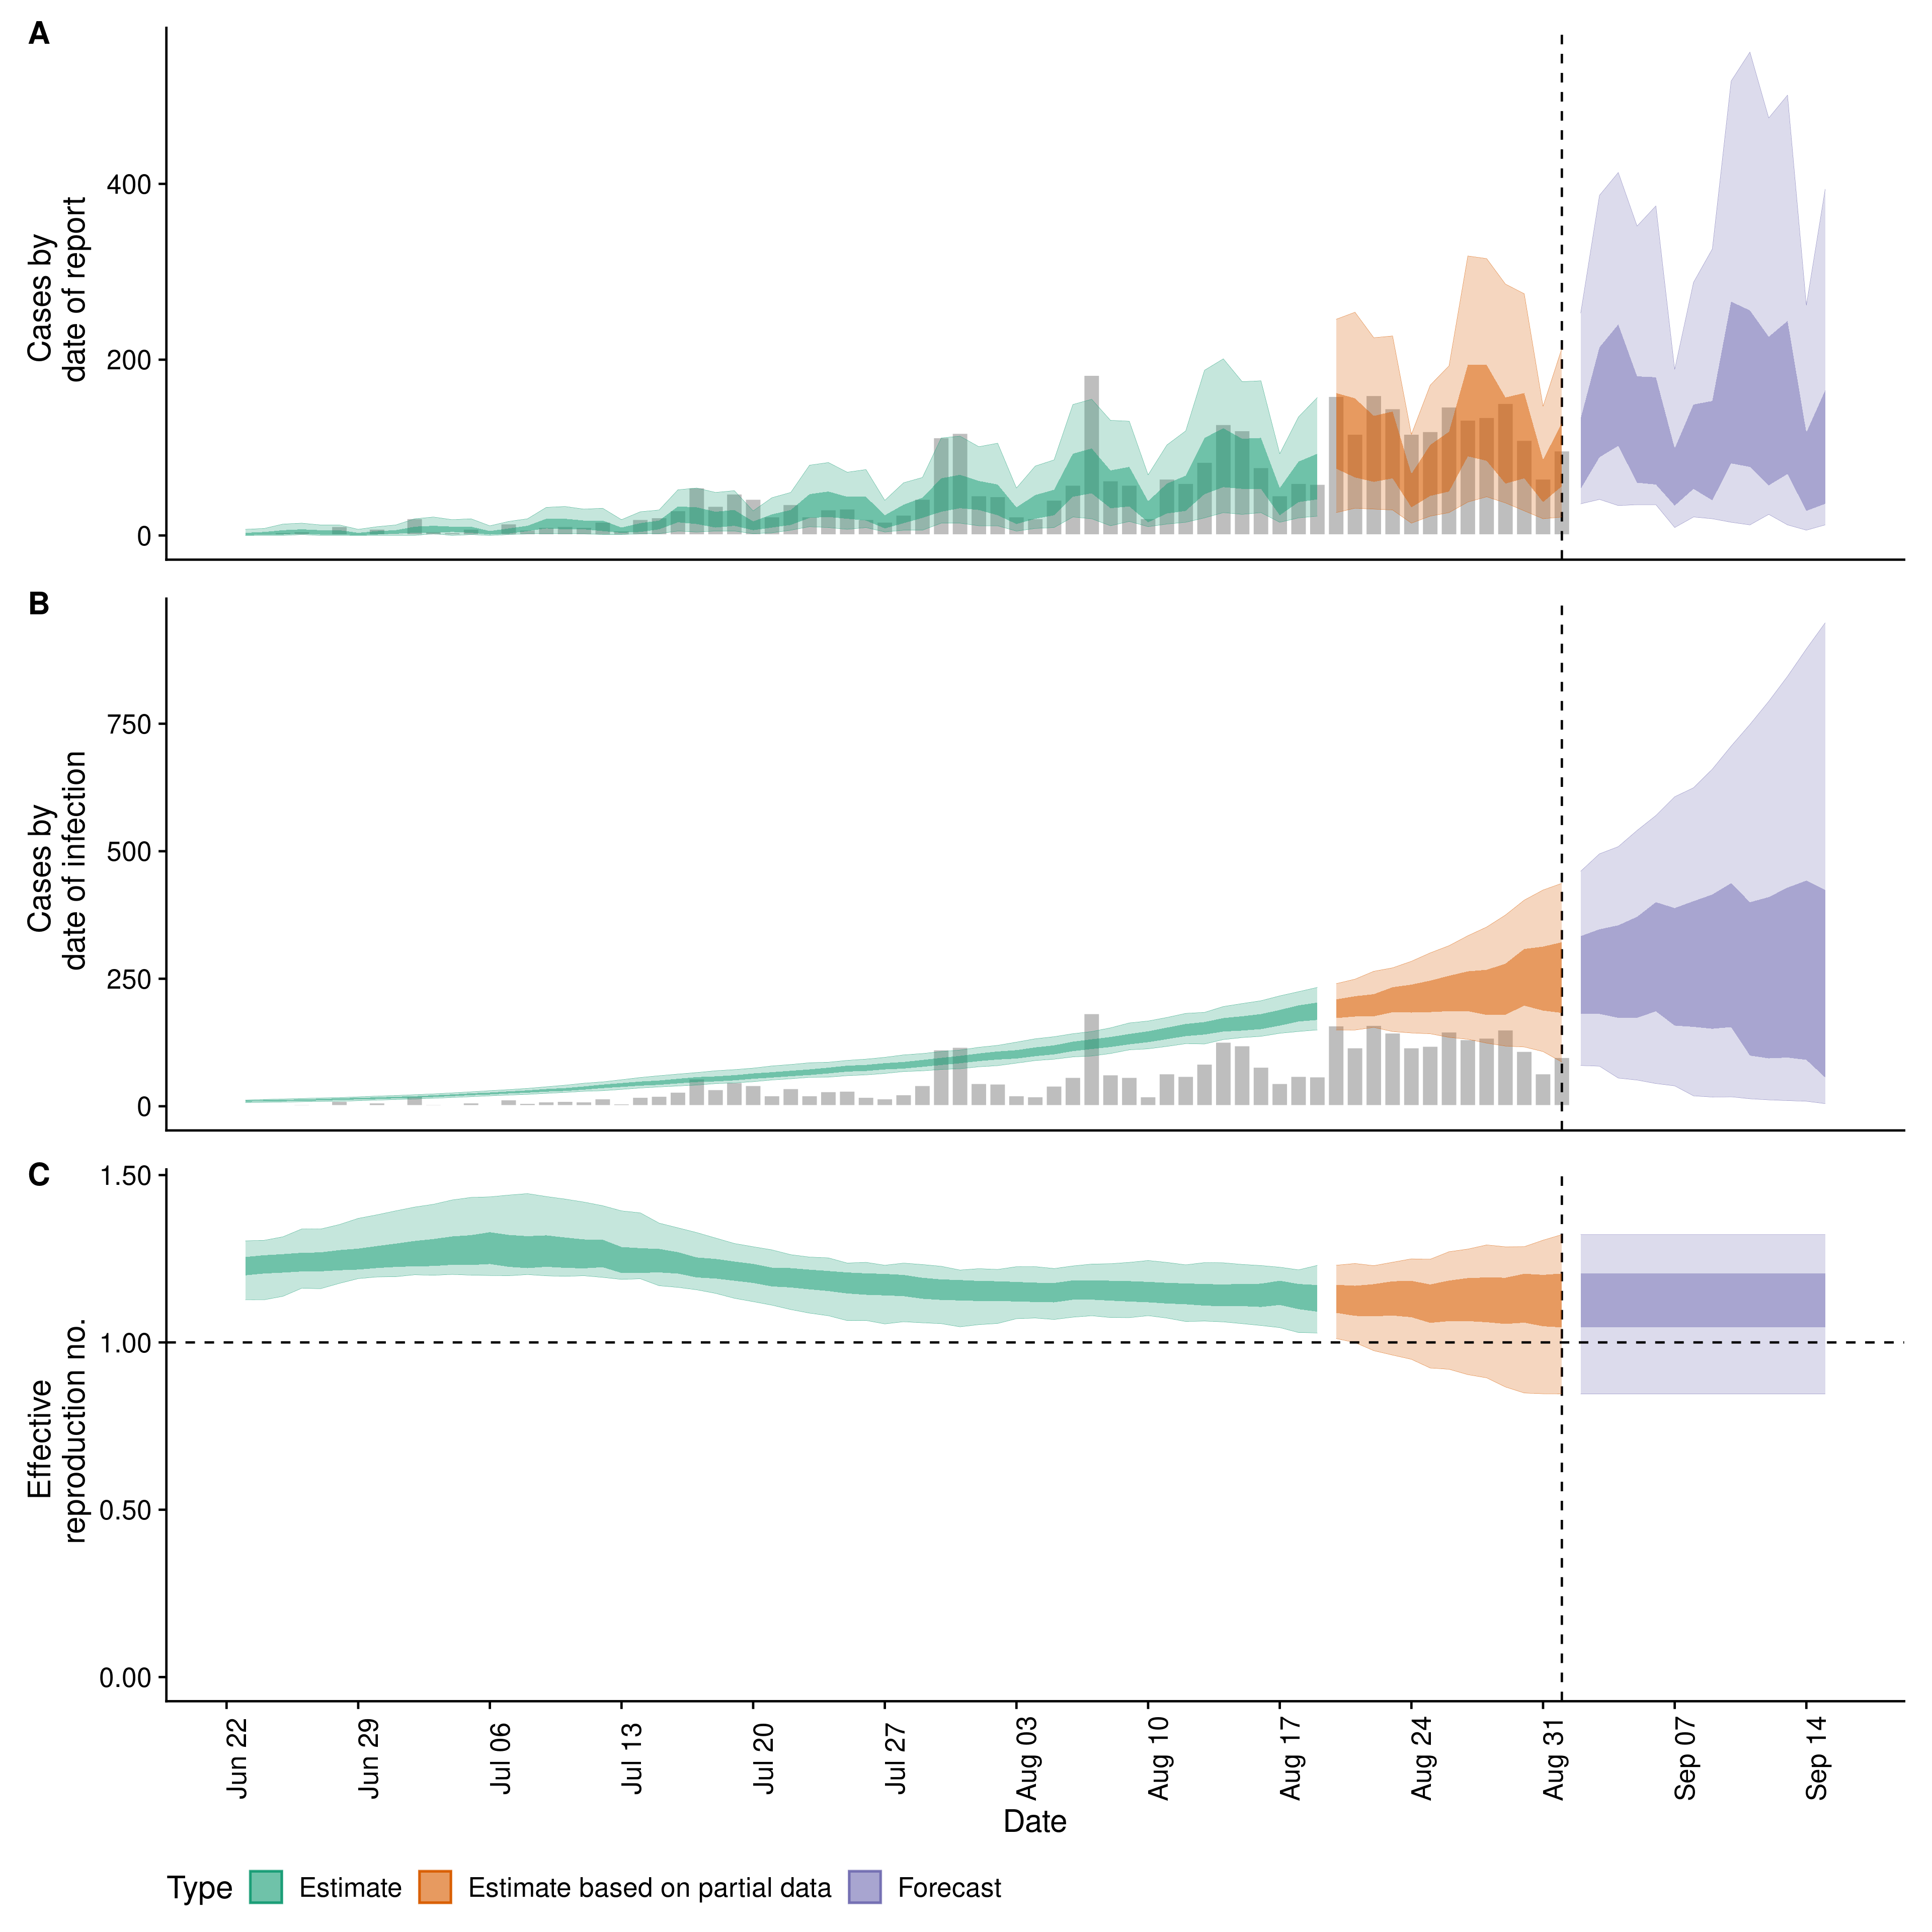 A
Cases by
date of report
400
200
0
B
Cases by
date of infection
750
500
250
0
C
Effective
reproduction no.
1.50
1.00
0.50
0.00
Jun 22
Jun 29
Jul 06
Jul 13
Jul 20
Jul 27
Aug 03
Aug 10
Aug 17
Aug 24
Aug 31
Sep 07
Sep 14
Date
Type
Estimate
Estimate based on partial data
Forecast